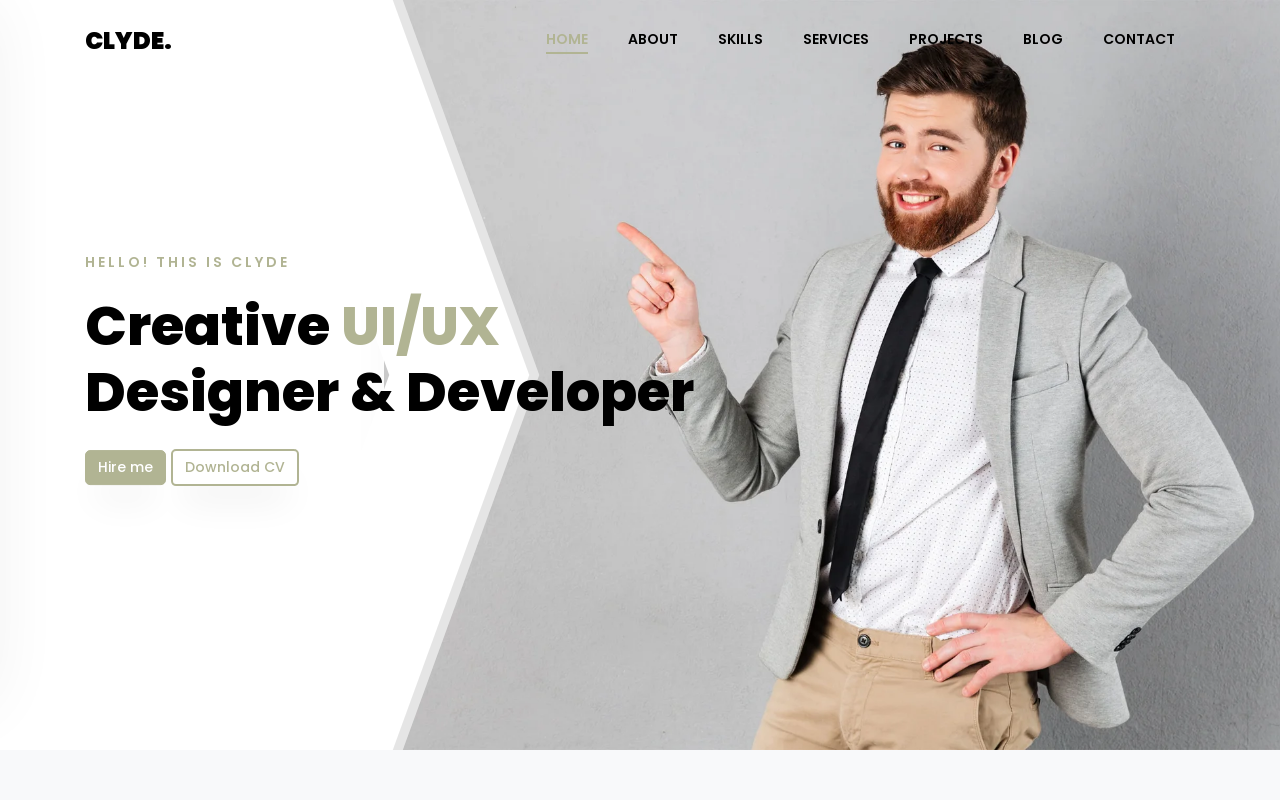 CLYDE.
HOME ABOUT SKILLS SERVICES PROJECTS BLOG CONTACT
HELLO! THIS IS CLYDE
Creative UI/UX
Designer & Developer
Hire me Download CV